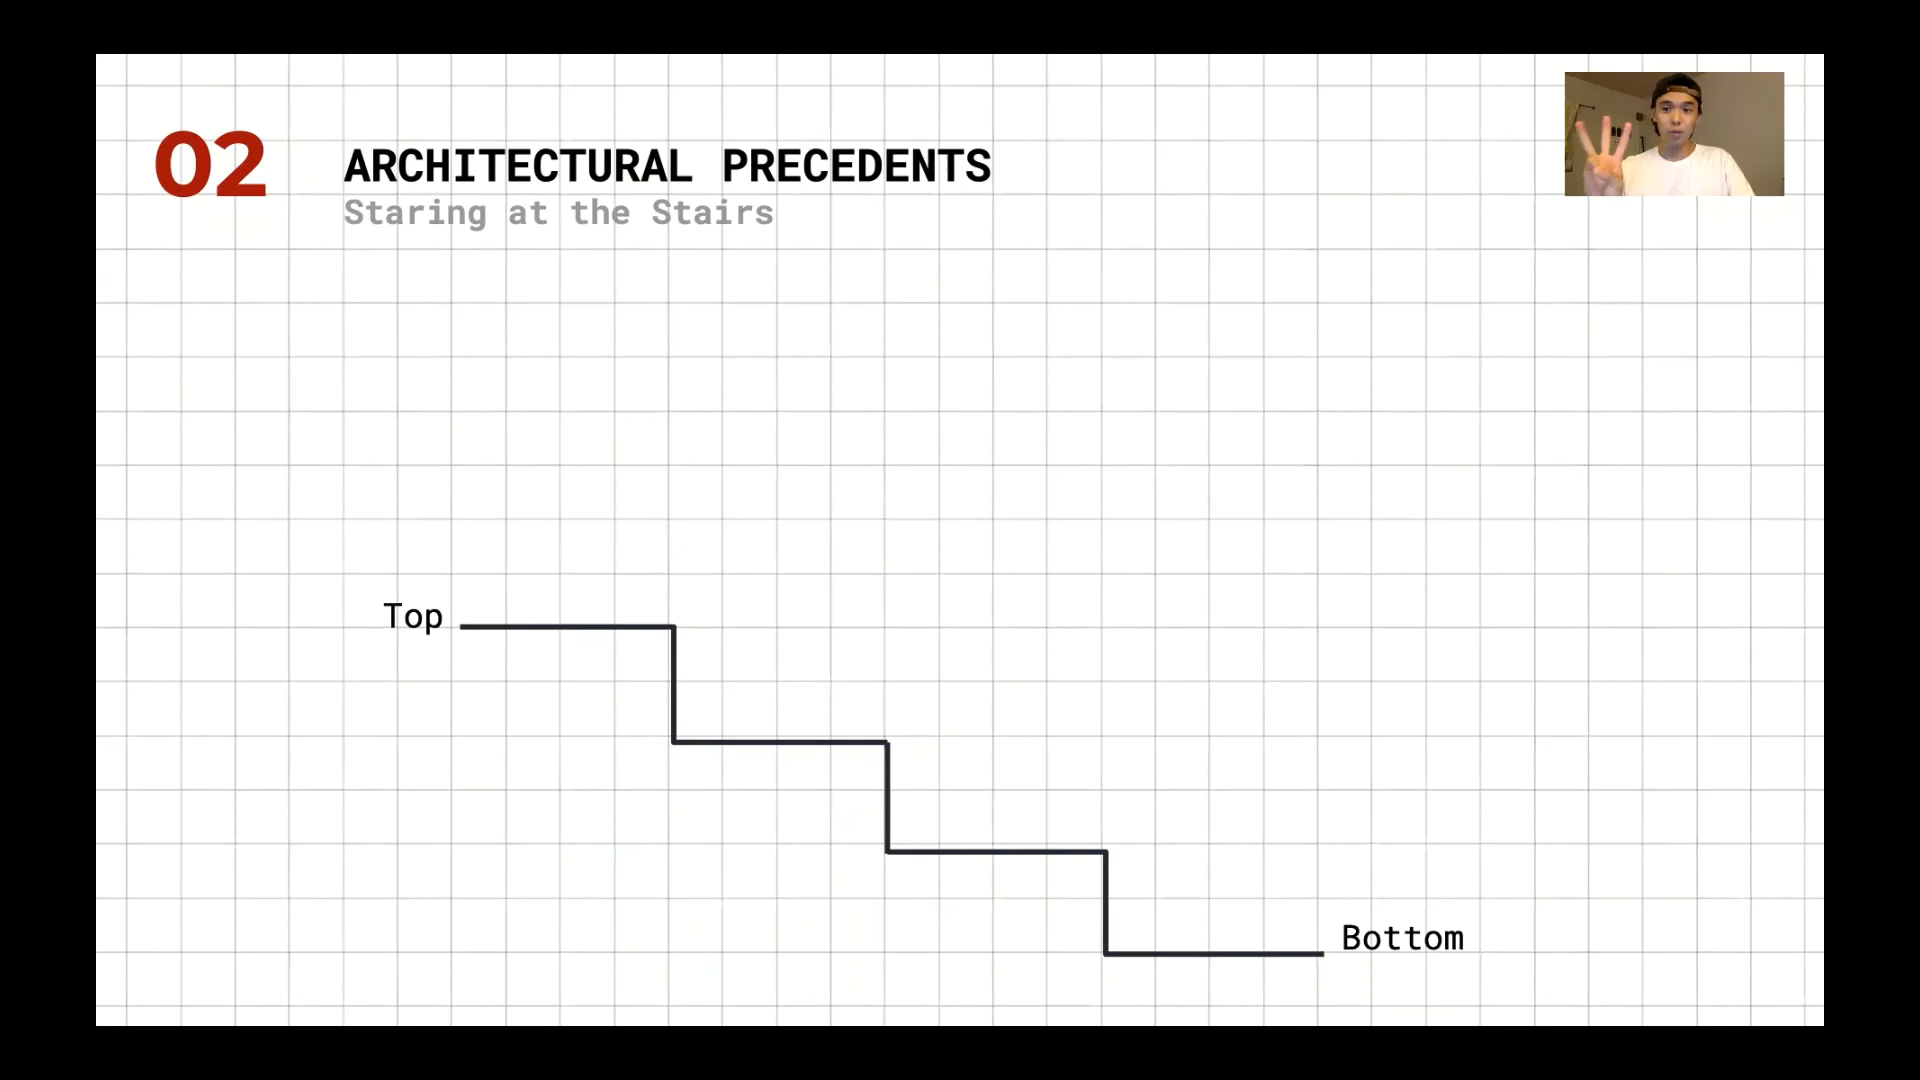 02
ARCHITECTURAL PRECEDENTS
Staring at the Stairs
Top
Bottom